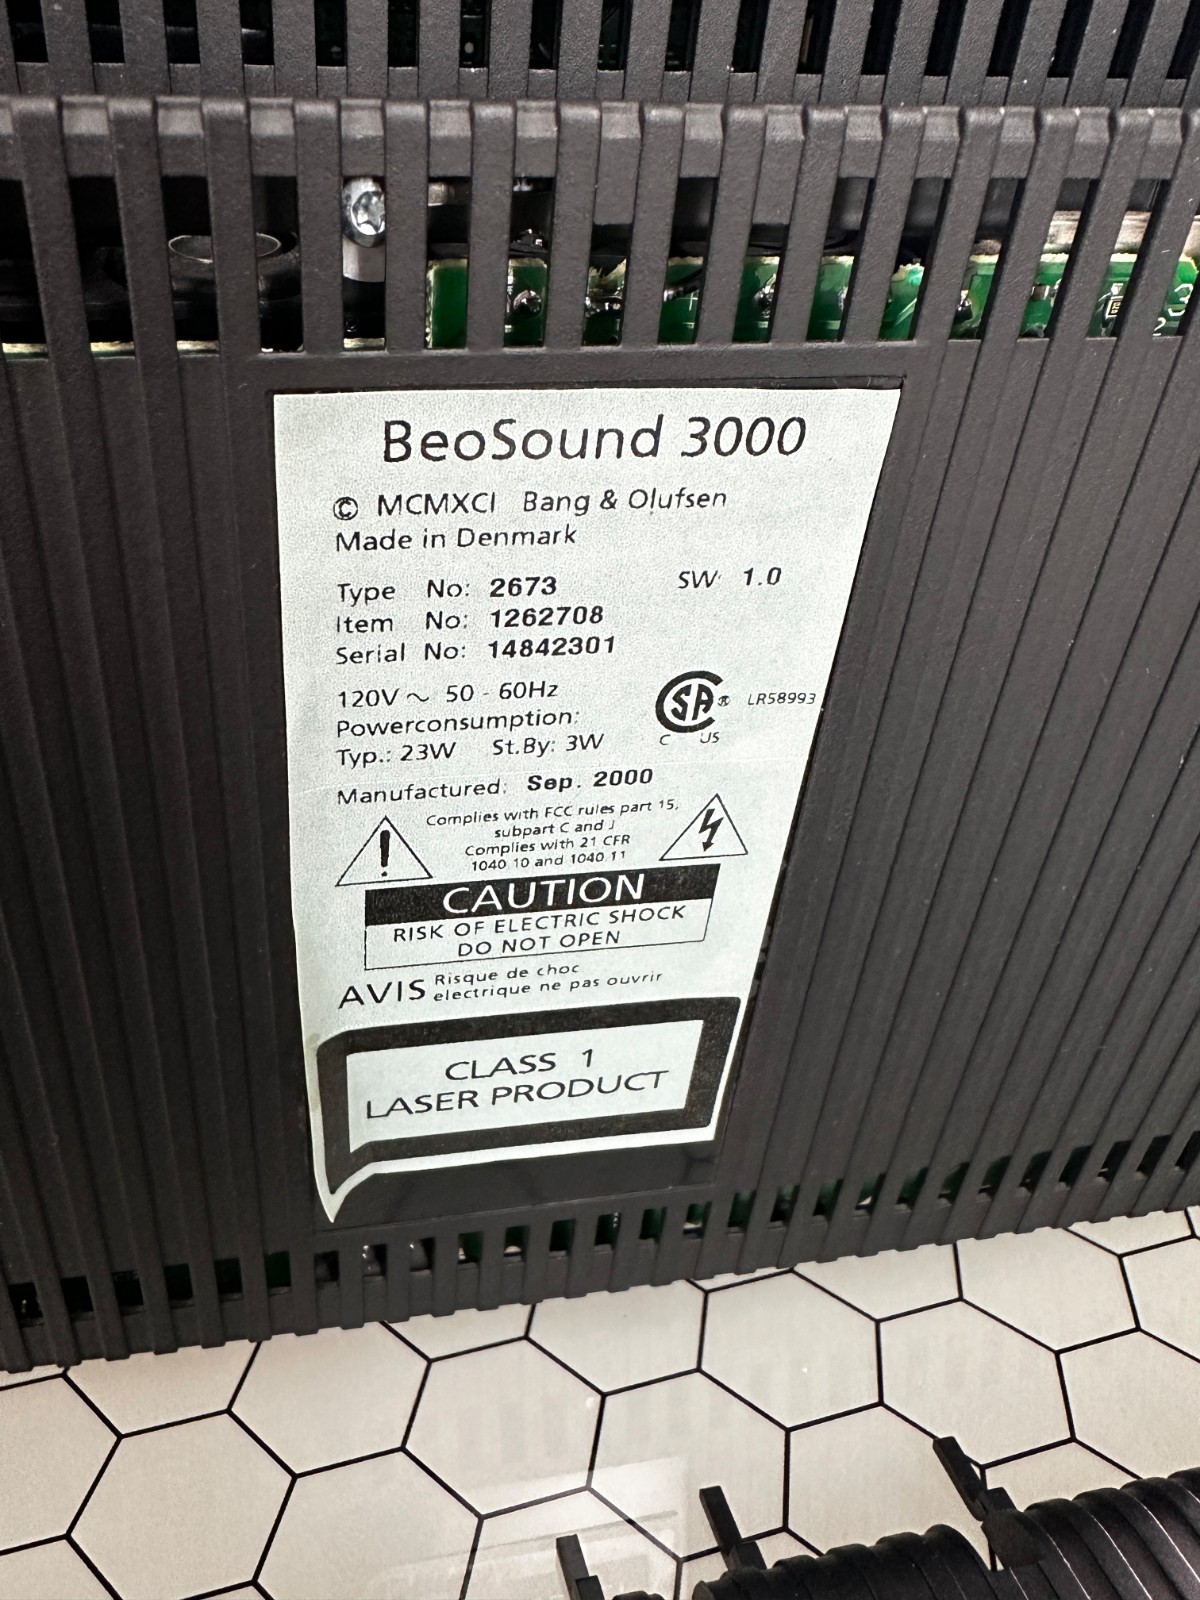 BeoSound 3000
© MCMXCI Bang & Olufsen
Made in Denmark
Type No: 2673 SW: 1.0
Item No: 1262708
Serial No: 14842301
120V ~ 50 - 60Hz
Powerconsumption:
Typ.: 23W St.By: 3W
SA® LR58993
C US
Manufactured: Sep. 2000
Complies with FCC rules part 15,
subpart C and J
Complies with 21 CFR
1040.10 and 1040.11
!
CAUTION
RISK OF ELECTRIC SHOCK
DO NOT OPEN
AVIS Risque de choc
electrique ne pas ouvrir
CLASS 1
LASER PRODUCT